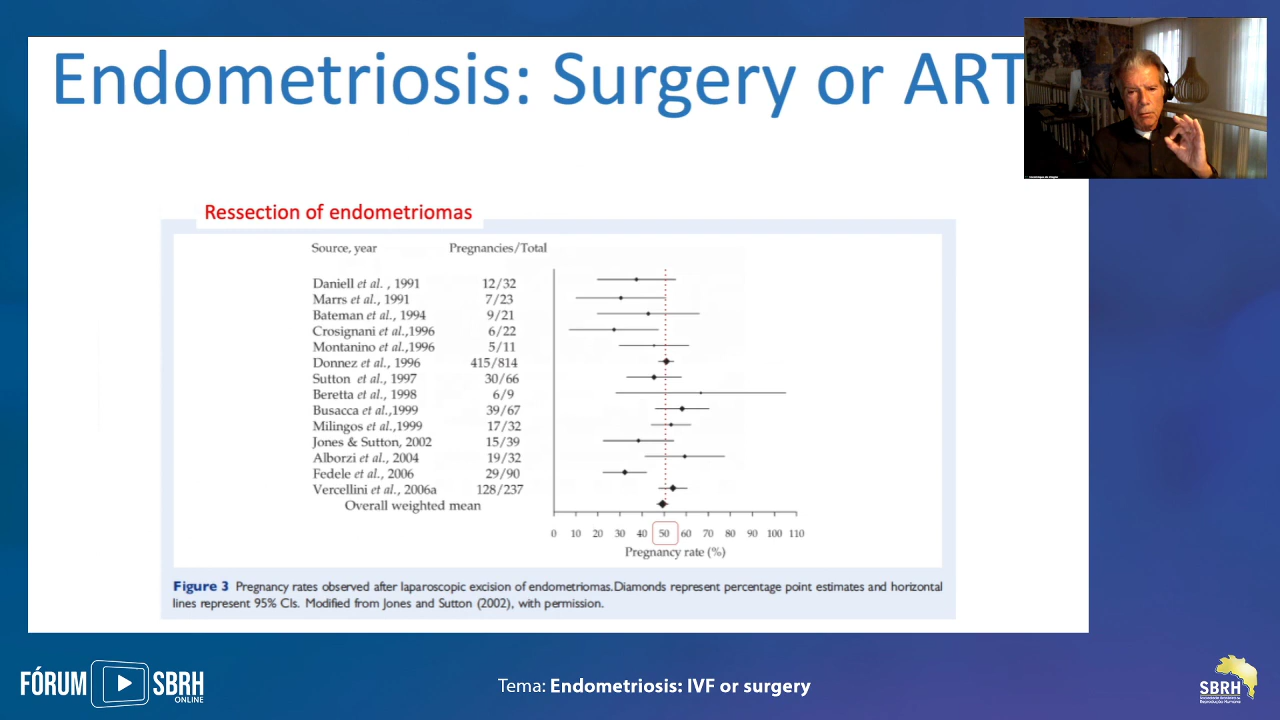 Endometriosis: Surgery or ART
Ressection of endometriomas
Source, year Pregnancies/Total
Daniell et al. , 1991 12/32
Marrs et al., 1991 7/23
Bateman et al., 1994 9/21
Crosignani et al.,1996 6/22
Montanino et al.,1996 5/11
Donnez et al., 1996 415/814
Sutton et al., 1997 30/66
Beretta et al., 1998 6/9
Busacca et al.,1999 39/67
Milingos et al.,1999 17/32
Jones & Sutton, 2002 15/39
Alborzi et al., 2004 19/32
Fedele et al., 2006 29/90
Vercellini et al., 2006a 128/237
Overall weighted mean
0 10 20 30 40 50 60 70 80 90 100 110
Pregnancy rate (%)
Figure 3 Pregnancy rates observed after laparoscopic excision of endometriomas.Diamonds represent percentage point estimates and horizontal
lines represent 95% CIs. Modified from Jones and Sutton (2002), with permission.
FÓRUM SBRH
ONLINE
Tema: Endometriosis: IVF or surgery
SBRH